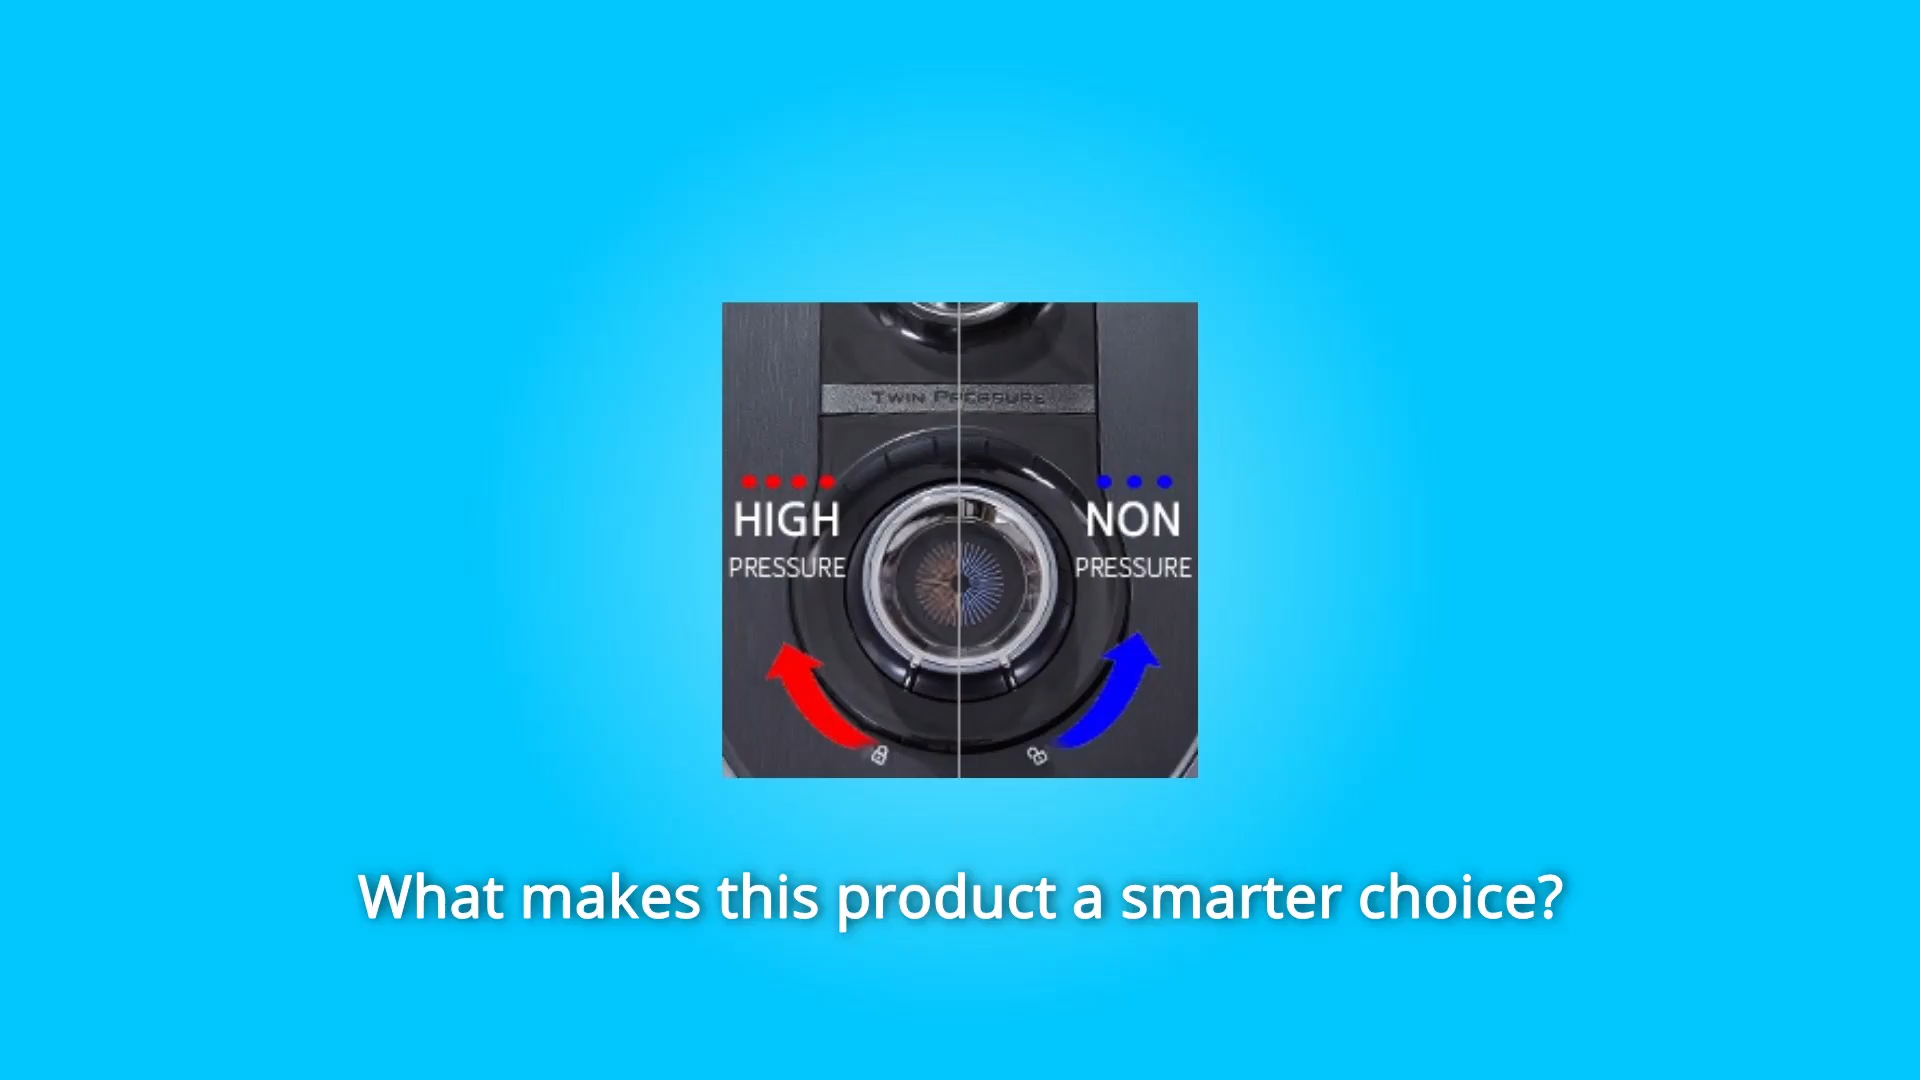 TWIN PRESSURE
HIGH
PRESSURE
NON
PRESSURE
What makes this product a smarter choice?